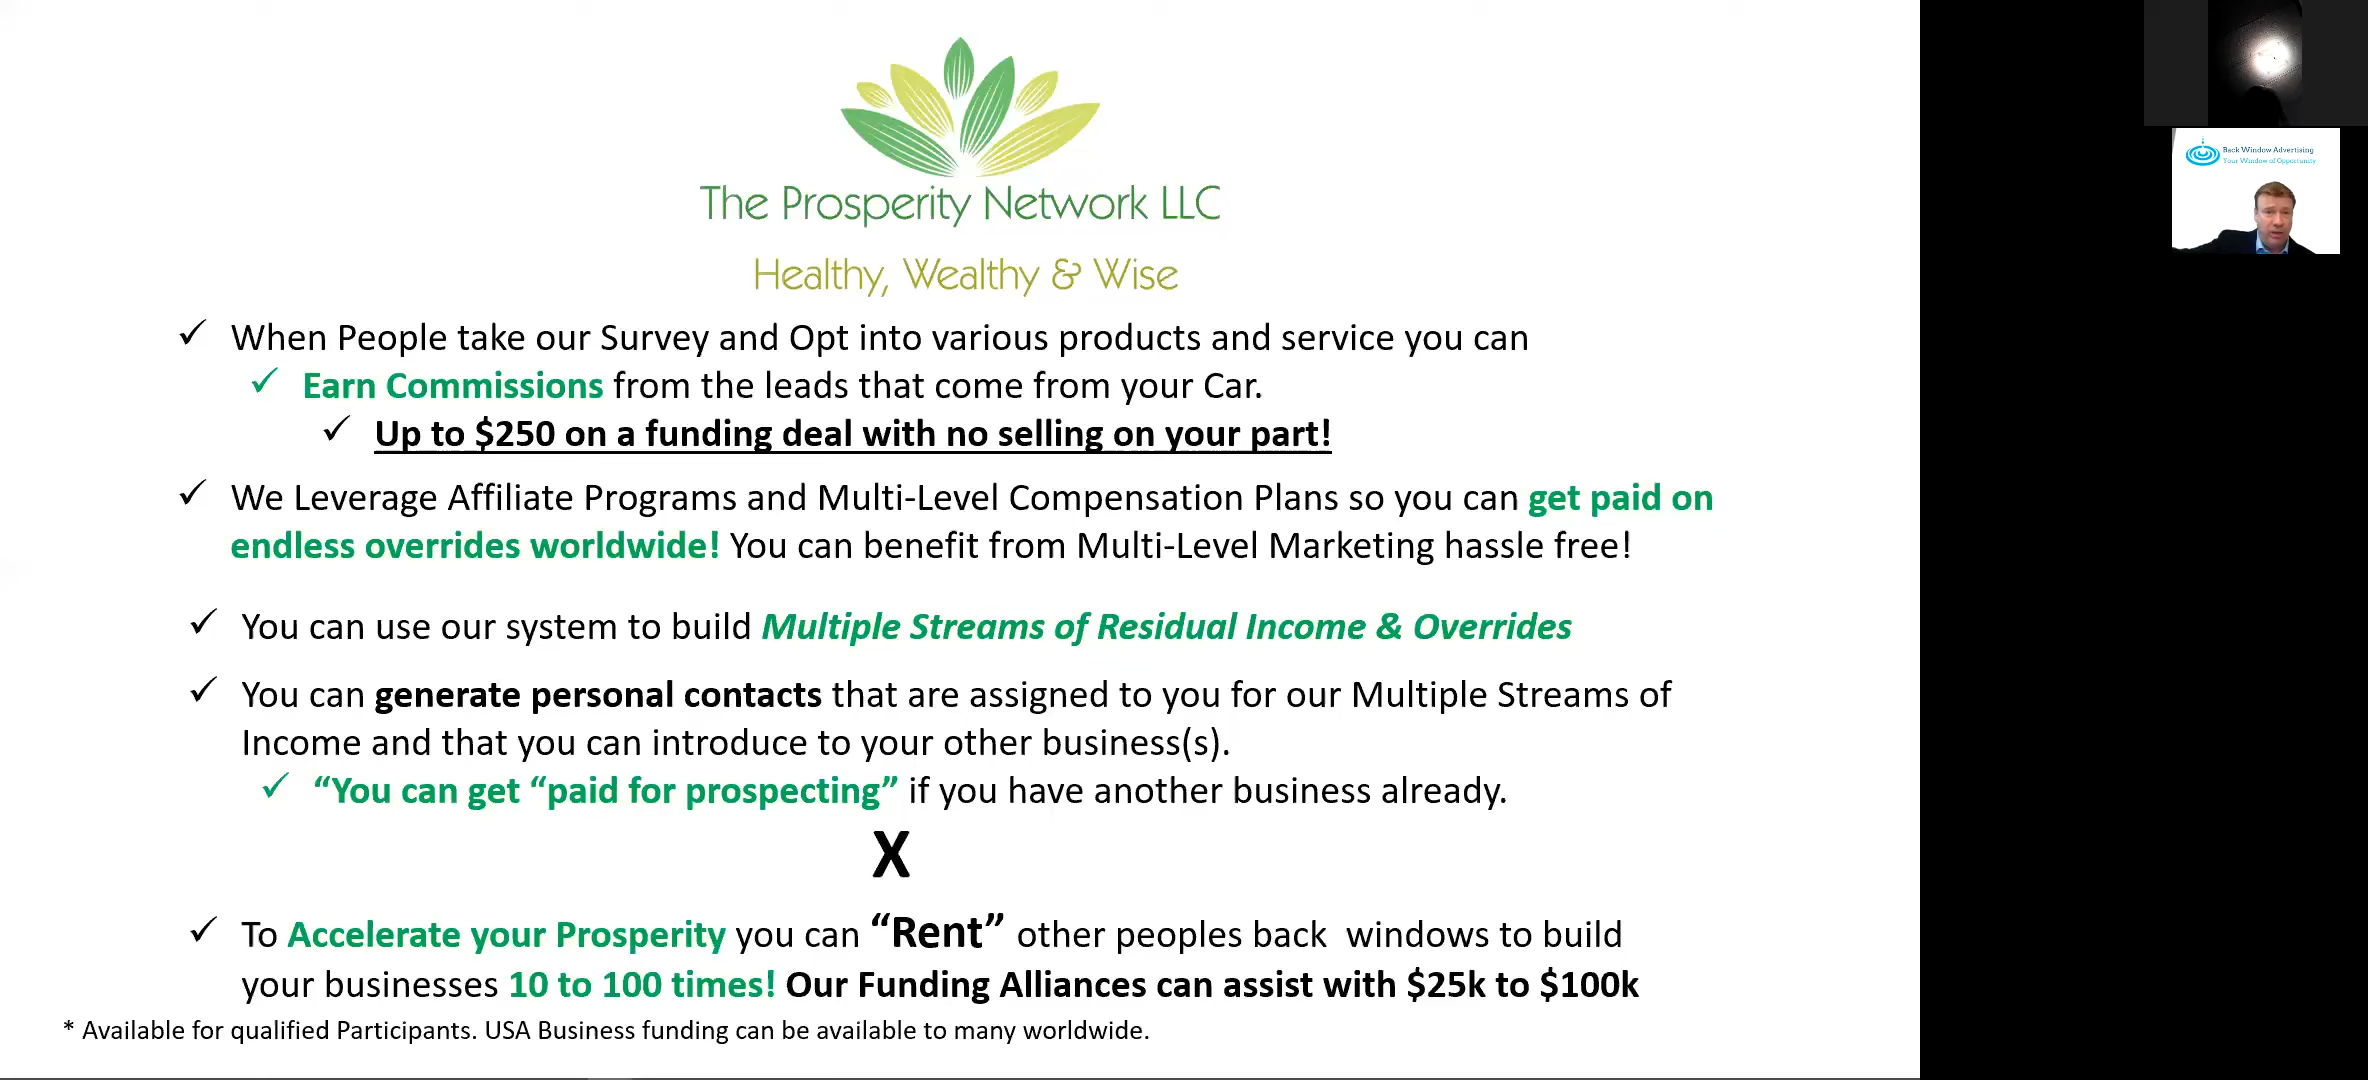 The Prosperity Network LLC
Healthy, Wealthy & Wise
When People take our Survey and Opt into various products and service you can
Earn Commissions from the leads that come from your Car.
Up to $250 on a funding deal with no selling on your part!
We Leverage Affiliate Programs and Multi-Level Compensation Plans so you can get paid on
endless overrides worldwide! You can benefit from Multi-Level Marketing hassle free!
You can use our system to build Multiple Streams of Residual Income & Overrides
You can generate personal contacts that are assigned to you for our Multiple Streams of
Income and that you can introduce to your other business(s).
“You can get “paid for prospecting” if you have another business already.
X
To Accelerate your Prosperity you can “Rent” other peoples back windows to build
your businesses 10 to 100 times! Our Funding Alliances can assist with $25k to $100k
* Available for qualified Participants. USA Business funding can be available to many worldwide.
Back Window Advertising
Your Window of Opportunity